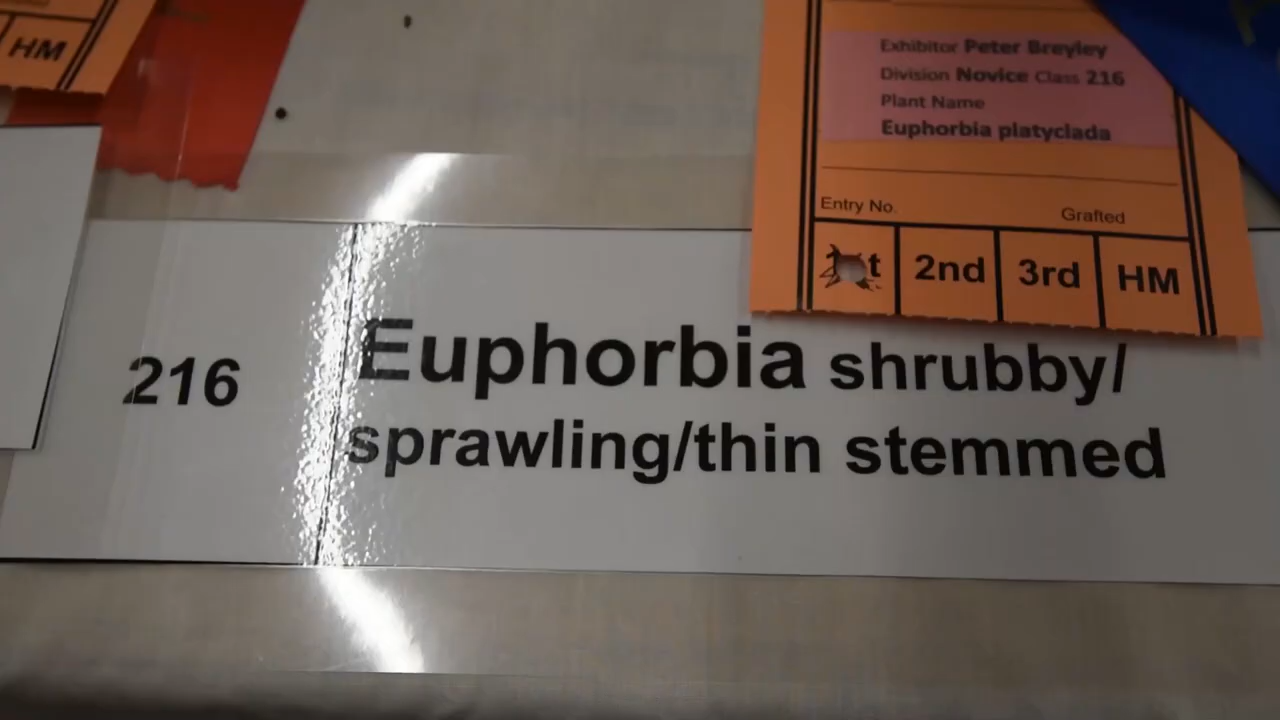 HM
Exhibitor Peter Breyley
Division Novice Class 216
Plant Name
Euphorbia platyclada
Entry No. Grafted
2nd 3rd HM
216 Euphorbia shrubby/
sprawling/thin stemmed